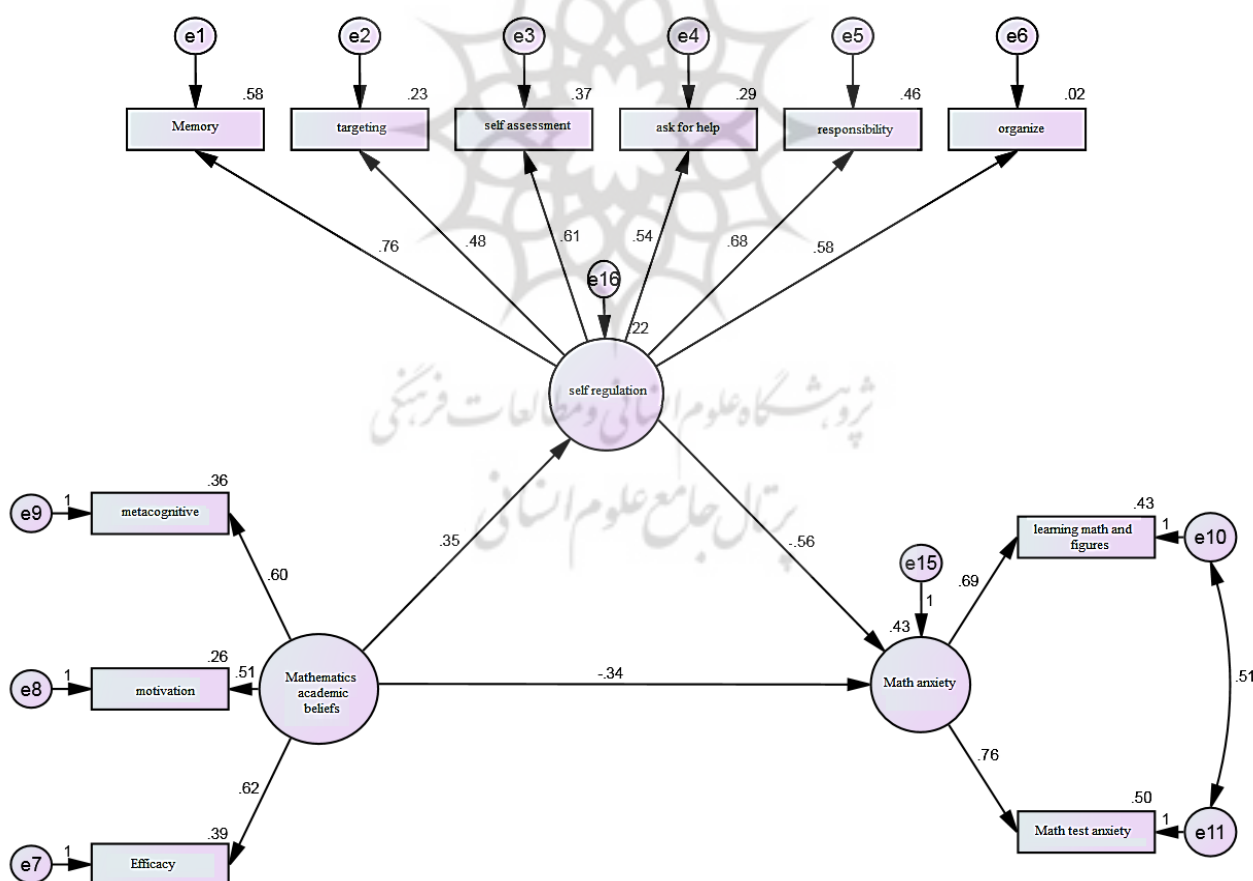 e1 e2 e3 e4 e5 e6
.58 .23 .37 .29 .46 .02
Memory targeting self assessment ask for help responsibility organize
.76 .48 .61 .54 .68 .58
e16
.22
self regulation
پژوهشگاه علوم انسانی و مطالعات فرهنگی
پرتال جامع علوم انسانی
.36
e9 1 metacognitive
.43
learning math and
figures
1 e10
.35 -.56
e15
1
.60 .69
.43
.26
e8 1 motivation .51
Mathematics
academic
beliefs
-.34
Math anxiety
.51
.62 .76
.50
Math test anxiety 1 e11
.39
e7 1 Efficacy